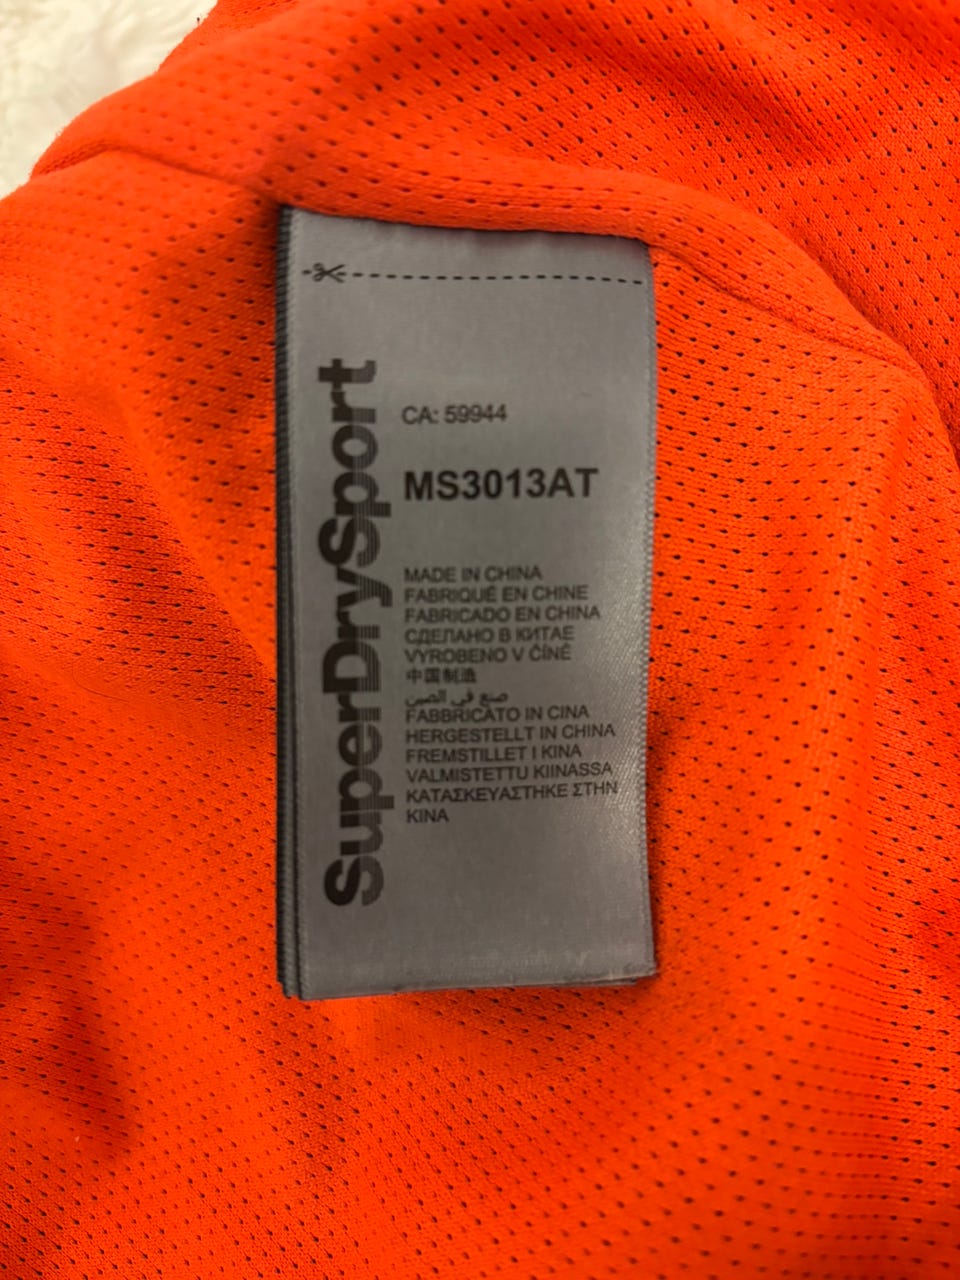 SuperDrySport
CA: 59944
MS3013AT
MADE IN CHINA
FABRIQUÉ EN CHINE
FABRICADO EN CHINA
СДЕЛАНО В КИТАЕ
VYROBENO V ČÍNĚ
中国制造
صنع في الصين
FABBRICATO IN CINA
HERGESTELLT IN CHINA
FREMSTILLET I KINA
VALMISTETTU KIINASSA
ΚΑΤΑΣΚΕΥΑΣΤΗΚΕ ΣΤΗΝ
ΚΙΝΑ